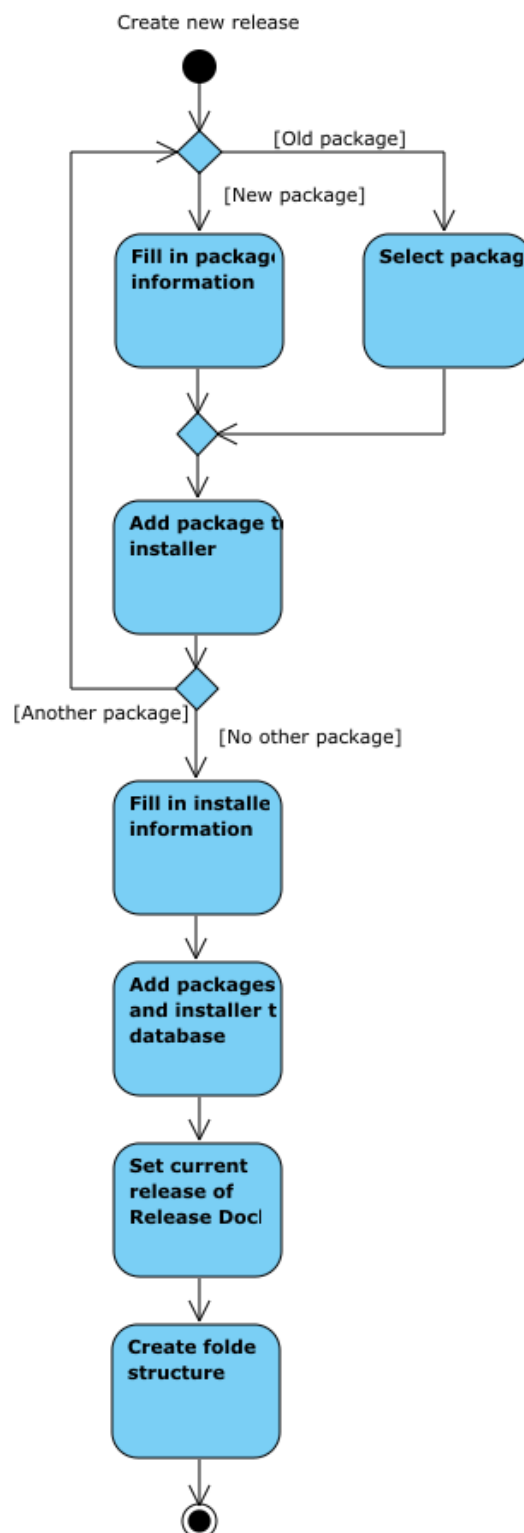 Create new release
[Old package]
[New package]
Fill in package
information
Select packag
Add package t
installer
[Another package]
[No other package]
Fill in installe
information
Add packages
and installer t
database
Set current
release of
Release Doc
Create folde
structure